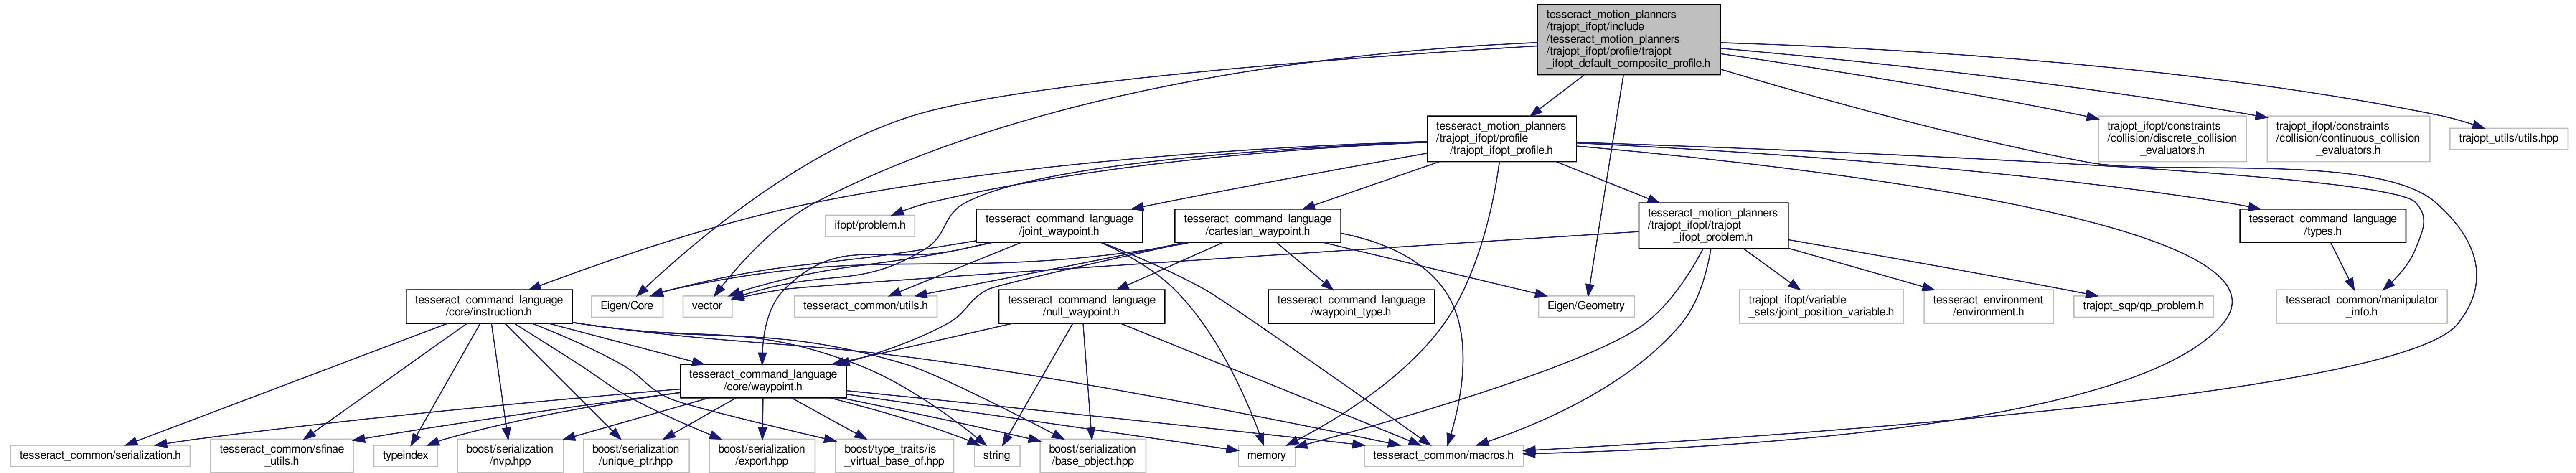 tesseract_motion_planners
/trajopt_ifopt/include
/tesseract_motion_planners
/trajopt_ifopt/profile/trajopt
_ifopt_default_composite_profile.h
tesseract_motion_planners
/trajopt_ifopt/profile
/trajopt_ifopt_profile.h
trajopt_ifopt/constraints
/collision/discrete_collision
_evaluators.h
trajopt_ifopt/constraints
/collision/continuous_collision
_evaluators.h
trajopt_utils/utils.hpp
ifopt/problem.h
tesseract_command_language
/joint_waypoint.h
tesseract_command_language
/cartesian_waypoint.h
tesseract_motion_planners
/trajopt_ifopt/trajopt
_ifopt_problem.h
tesseract_command_language
/types.h
tesseract_command_language
/core/instruction.h
Eigen/Core
vector
tesseract_common/utils.h
tesseract_command_language
/null_waypoint.h
tesseract_command_language
/waypoint_type.h
Eigen/Geometry
trajopt_ifopt/variable
_sets/joint_position_variable.h
tesseract_environment
/environment.h
trajopt_sqp/qp_problem.h
tesseract_common/manipulator
_info.h
tesseract_command_language
/core/waypoint.h
tesseract_common/serialization.h
tesseract_common/sfinae
_utils.h
typeindex
boost/serialization
/nvp.hpp
boost/serialization
/unique_ptr.hpp
boost/serialization
/export.hpp
boost/type_traits/is
_virtual_base_of.hpp
string
boost/serialization
/base_object.hpp
memory
tesseract_common/macros.h